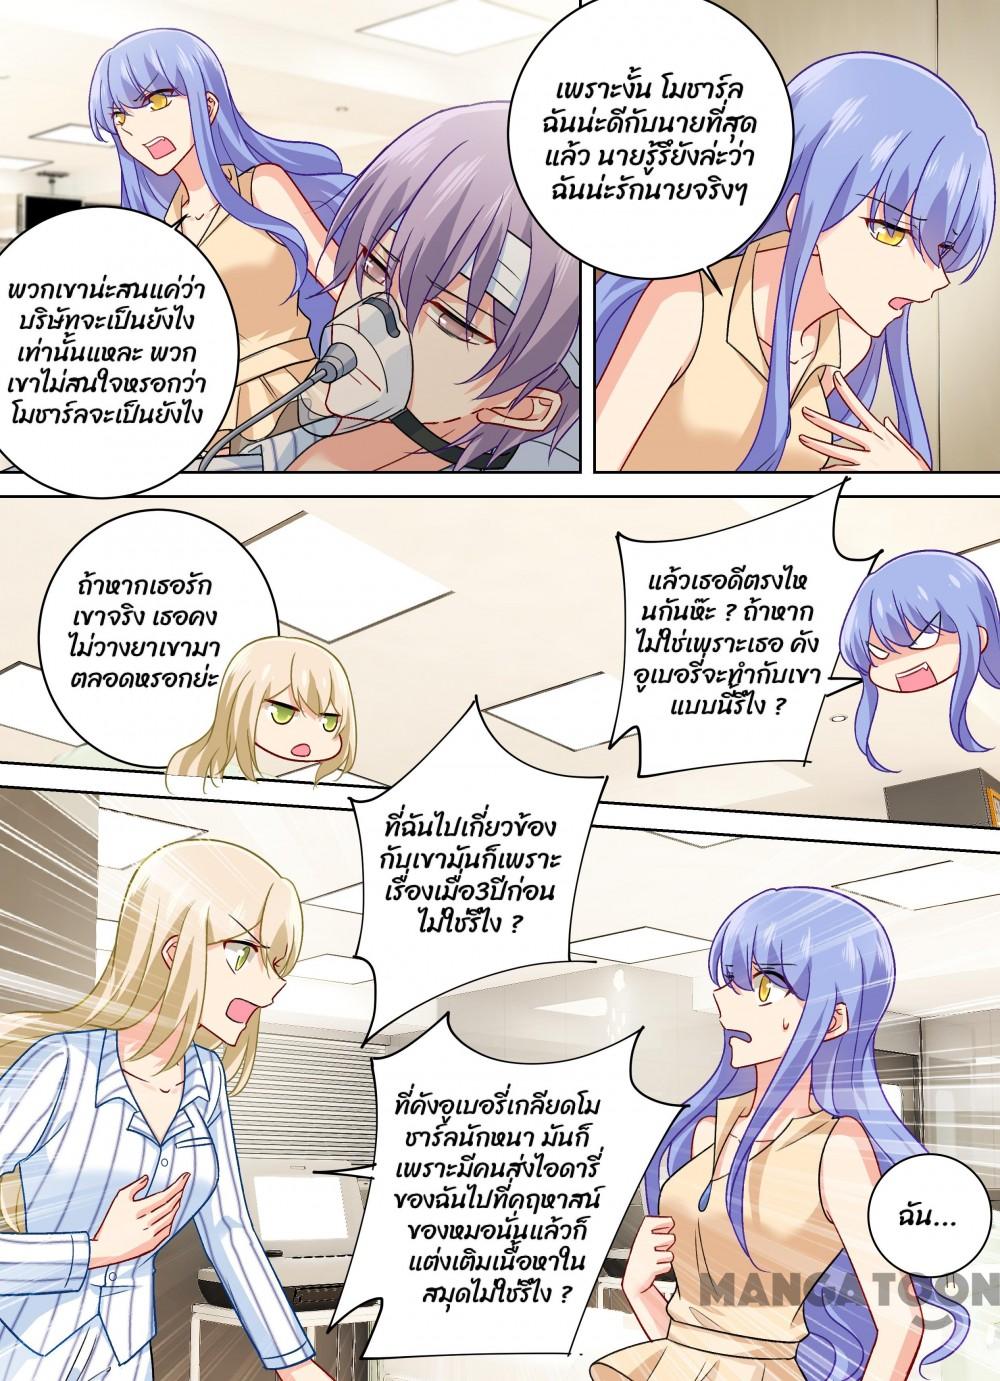 พวกเขาน่ะสนแค่ว่า
บริษัทจะเป็นยังไง
เท่านั้นแหละ พวก
เขาไม่สนใจหรอกว่า
โมชาร์ลจะเป็นยังไง
เพราะงั้น โมชาร์ล
ฉันน่ะดีกับนายที่สุด
แล้ว นายรู้รึยังล่ะว่า
ฉันน่ะรักนายจริงๆ
ถ้าหากเธอรัก
เขาจริง เธอคง
ไม่วางยาเขามา
ตลอดหรอกย่ะ
แล้วเธอดีตรงไห
นกันห๊ะ ? ถ้าหาก
ไม่ใช่เพราะเธอ คัง
อูเบอรี่จะทำกับเขา
แบบนี้รึไง ?
ที่ฉันไปเกี่ยวข้อง
กับเขามันก็เพราะ
เรื่องเมื่อ3ปีก่อน
ไม่ใช่รึไง ?
ที่คังอูเบอรี่เกลียดโม
ชาร์ลนักหนา มันก็
เพราะมีคนส่งไอดารี่
ของฉันไปที่คฤหาสน์
ของหมอนั่นแล้วก็
แต่งเติมเนื้อหาใน
สมุดไม่ใช่รึไง ?
ฉัน...
MANGATOON